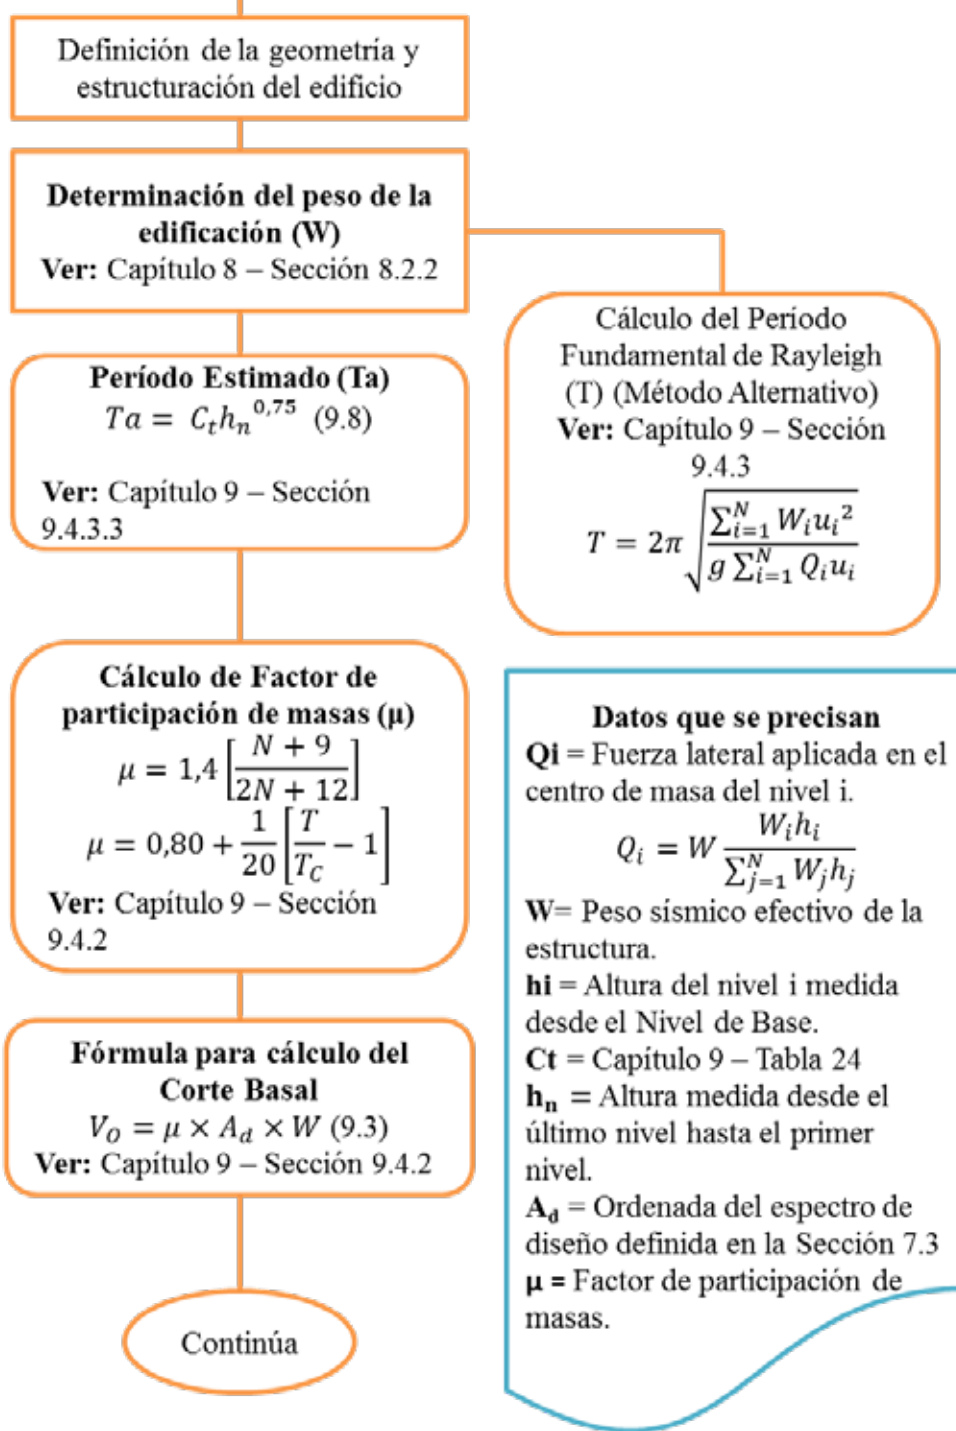 Definición de la geometría y
estructuración del edificio
Determinación del peso de la
edificación (W)
Ver: Capítulo 8 – Sección 8.2.2
Período Estimado (Ta)
Ta = C_t h_n^0,75 (9.8)
Ver: Capítulo 9 – Sección
9.4.3.3
Cálculo del Período
Fundamental de Rayleigh
(T) (Método Alternativo)
Ver: Capítulo 9 – Sección
9.4.3
T = 2π √(∑_{i=1}^{N} W_i u_i^2 / g ∑_{i=1}^{N} Q_i u_i)
Cálculo de Factor de
participación de masas (μ)
μ = 1,4 [N + 9 / 2N + 12]
μ = 0,80 + 1/20 [T/T_C − 1]
Ver: Capítulo 9 – Sección
9.4.2
Fórmula para cálculo del
Corte Basal
V_O = μ × A_d × W (9.3)
Ver: Capítulo 9 – Sección 9.4.2
Continúa
Datos que se precisan
Qi = Fuerza lateral aplicada en el
centro de masa del nivel i.
Q_i = W W_i h_i / ∑_{j=1}^{N} W_j h_j
W= Peso sísmico efectivo de la
estructura.
hi = Altura del nivel i medida
desde el Nivel de Base.
Ct = Capítulo 9 – Tabla 24
h_n = Altura medida desde el
último nivel hasta el primer
nivel.
A_d = Ordenada del espectro de
diseño definida en la Sección 7.3
μ = Factor de participación de
masas.